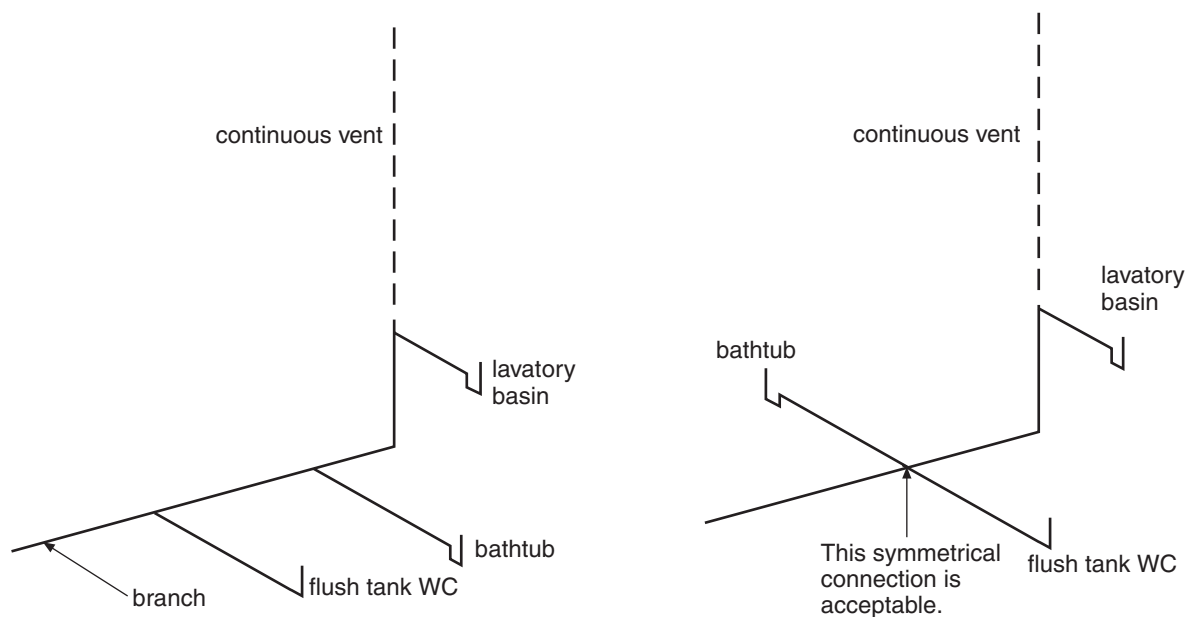 continuous vent
lavatory
basin
bathtub
flush tank WC
branch
continuous vent
lavatory
basin
bathtub
flush tank WC
This symmetrical
connection is
acceptable.